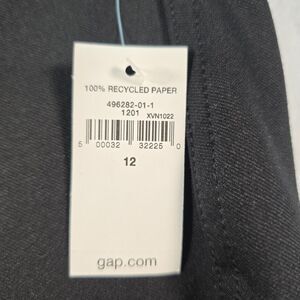 100% RECYCLED PAPER
496282-01-1
1201 XVN1022
5 00032 32225 0
12
gap.com